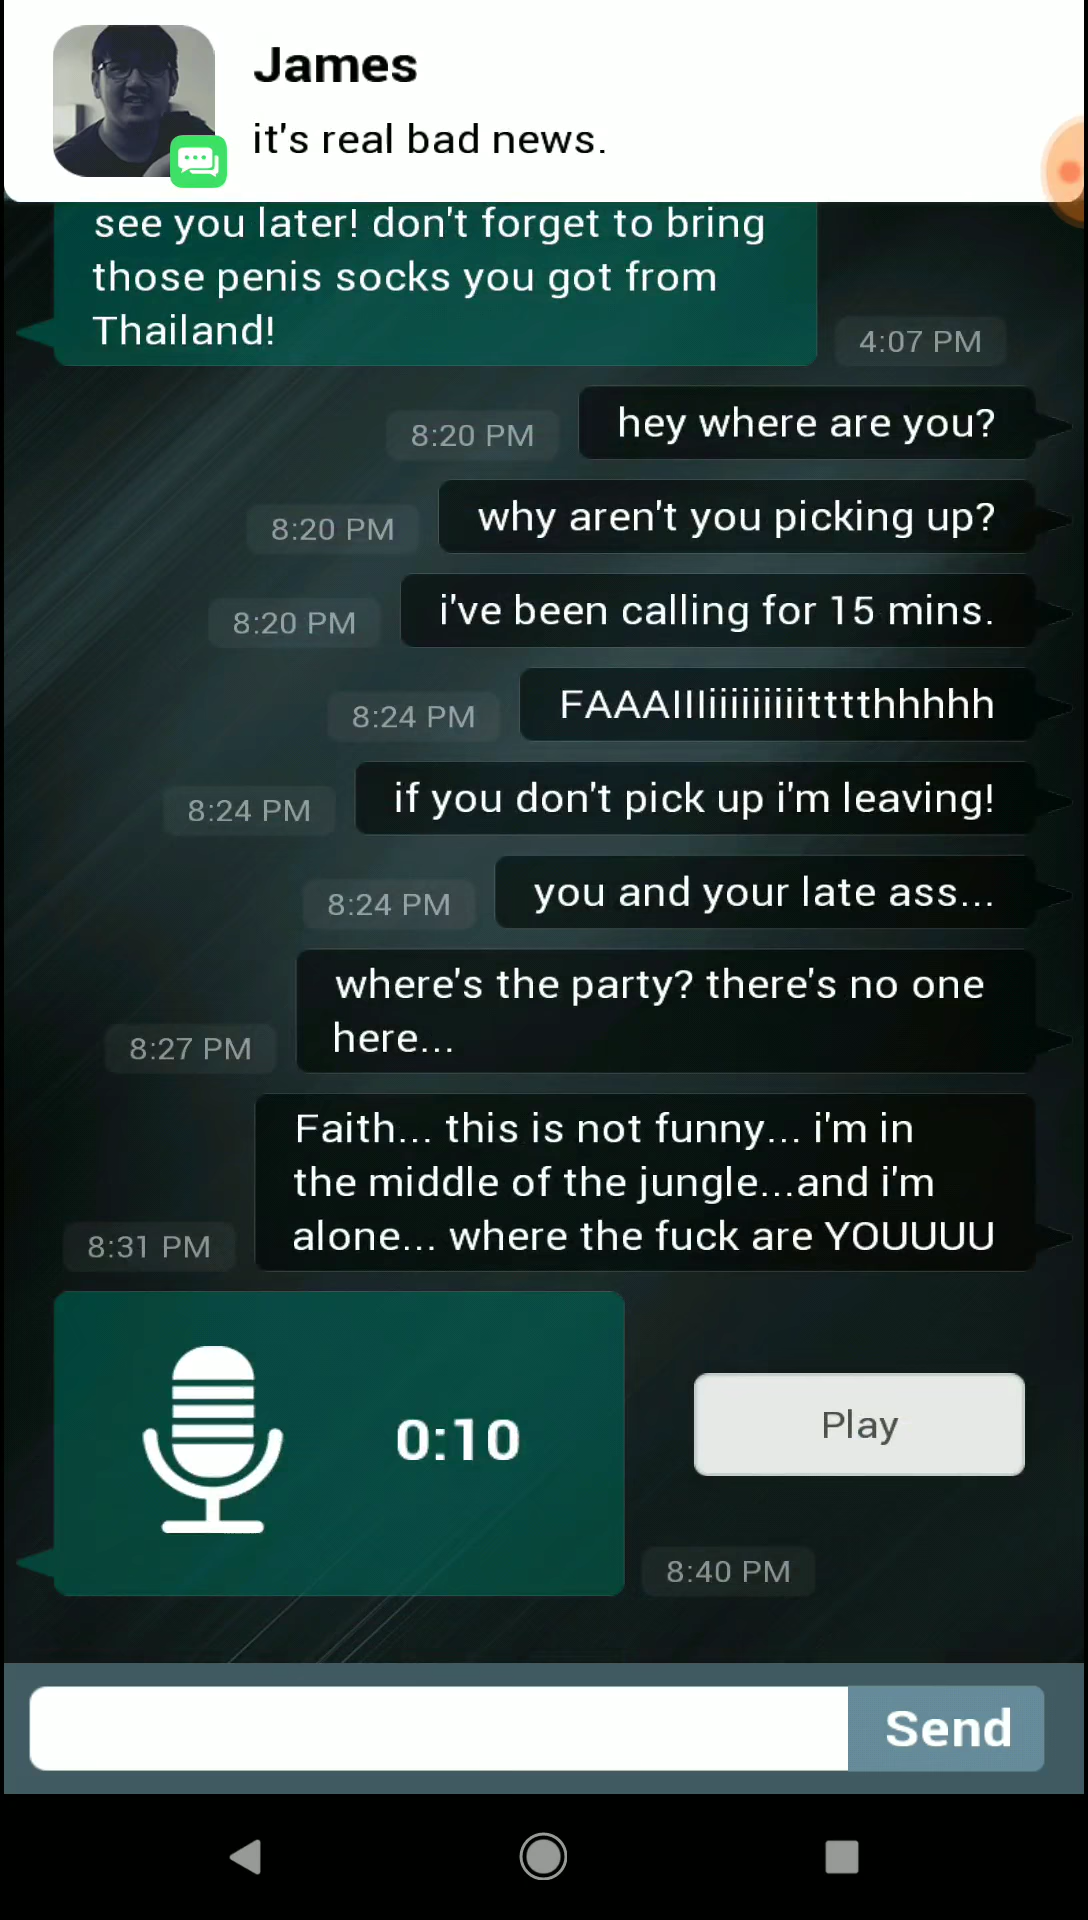 James
it's real bad news.
see you later! don't forget to bring
those penis socks you got from
Thailand!
4:07 PM
hey where are you?
8:20 PM
why aren't you picking up?
8:20 PM
i've been calling for 15 mins.
8:20 PM
FAAAIIIiiiiiiiiitttthhhhh
8:24 PM
if you don't pick up i'm leaving!
8:24 PM
you and your late ass...
8:24 PM
where's the party? there's no one
here...
8:27 PM
Faith... this is not funny... i'm in
the middle of the jungle...and i'm
alone... where the fuck are YOUUUU
8:31 PM
0:10
Play
8:40 PM
Send